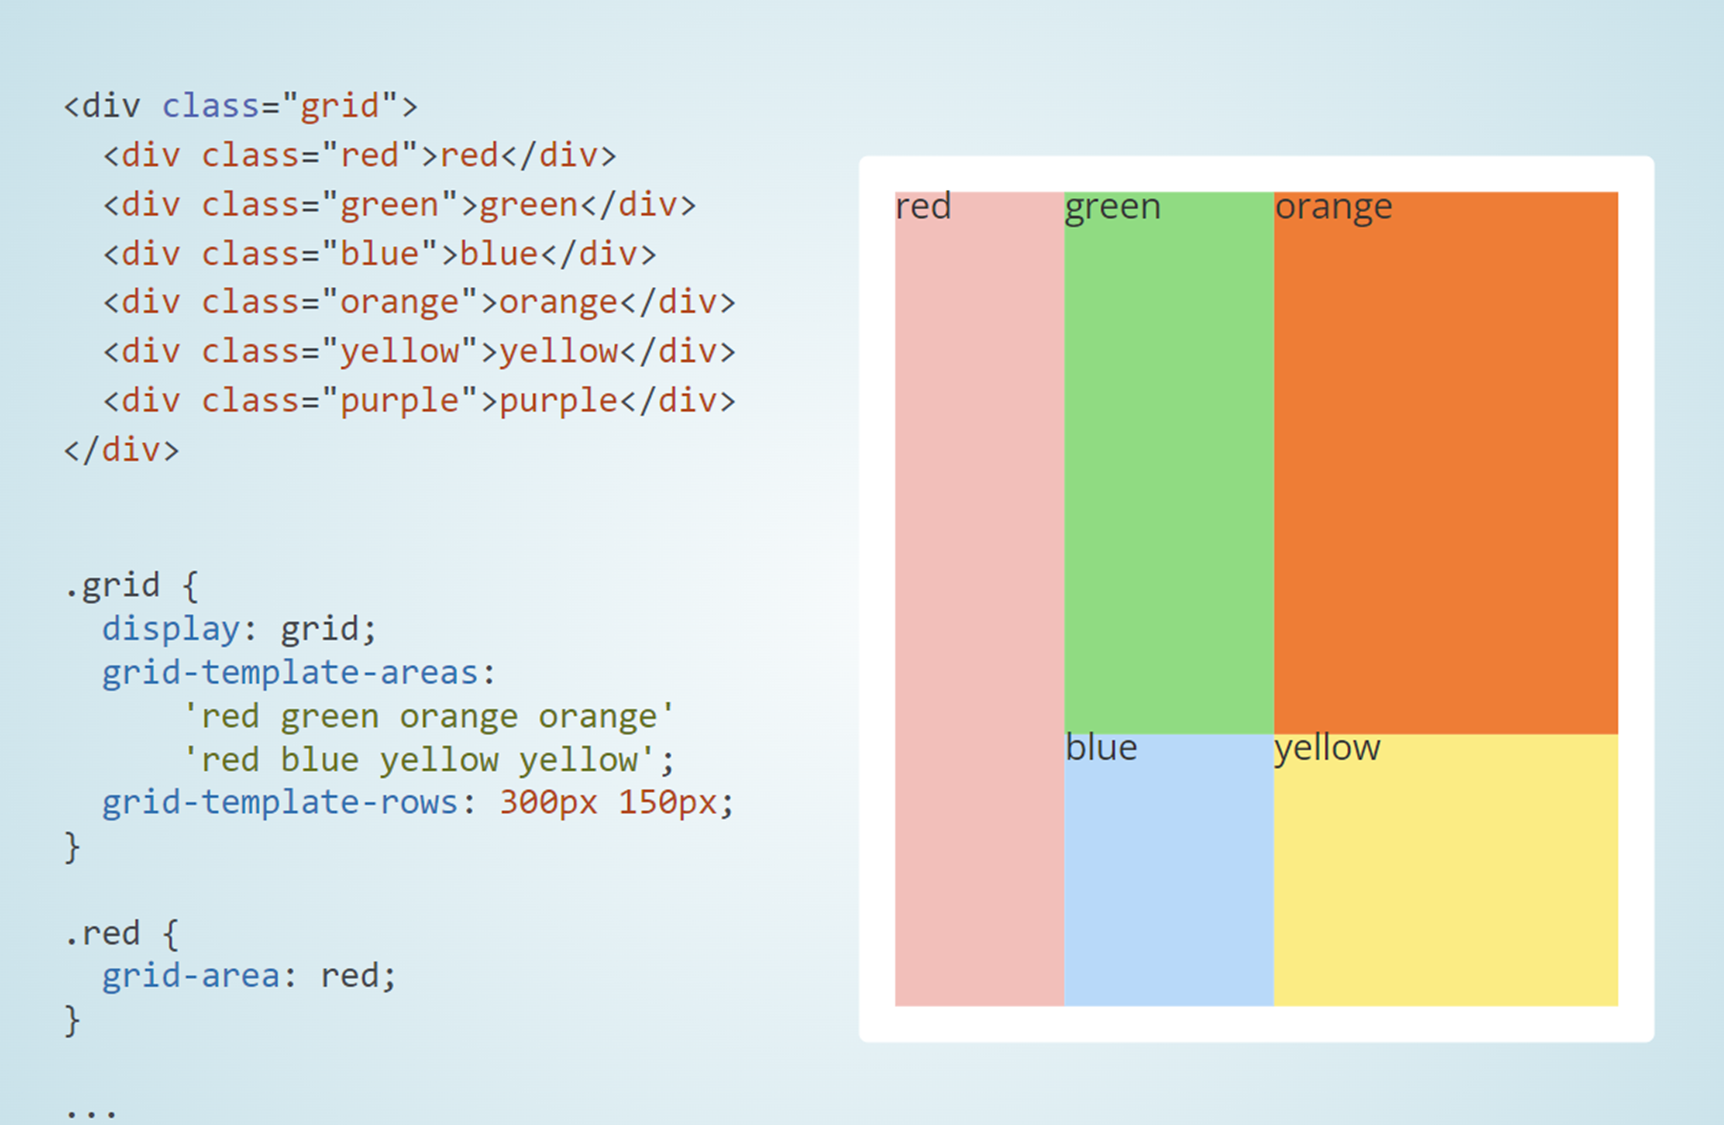 <div class="grid">
<div class="red">red</div>
<div class="green">green</div>
<div class="blue">blue</div>
<div class="orange">orange</div>
<div class="yellow">yellow</div>
<div class="purple">purple</div>
</div>
.grid {
display: grid;
grid-template-areas:
'red green orange orange'
'red blue yellow yellow';
grid-template-rows: 300px 150px;
}
.red {
grid-area: red;
}
...
red green orange
blue yellow